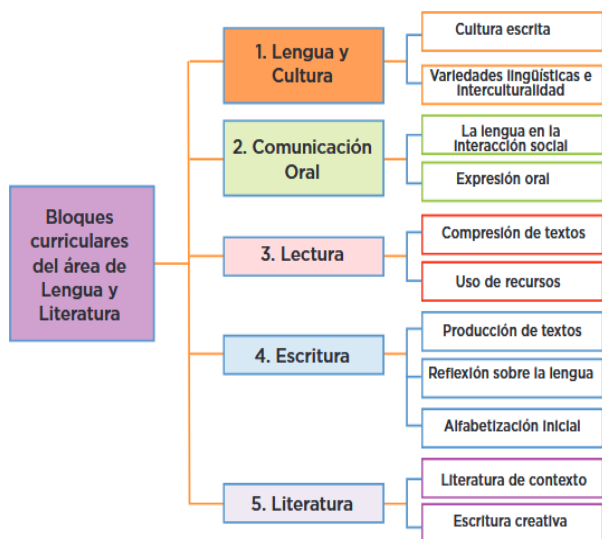 Bloques
curriculares
del área de
Lengua y
Literatura
1. Lengua y
Cultura
Cultura escrita
Variedades lingüísticas e
interculturalidad
2. Comunicación
Oral
La lengua en la
interacción social
Expresión oral
3. Lectura
Compresión de textos
Uso de recursos
4. Escritura
Producción de textos
Reflexión sobre la lengua
Alfabetización inicial
5. Literatura
Literatura de contexto
Escritura creativa